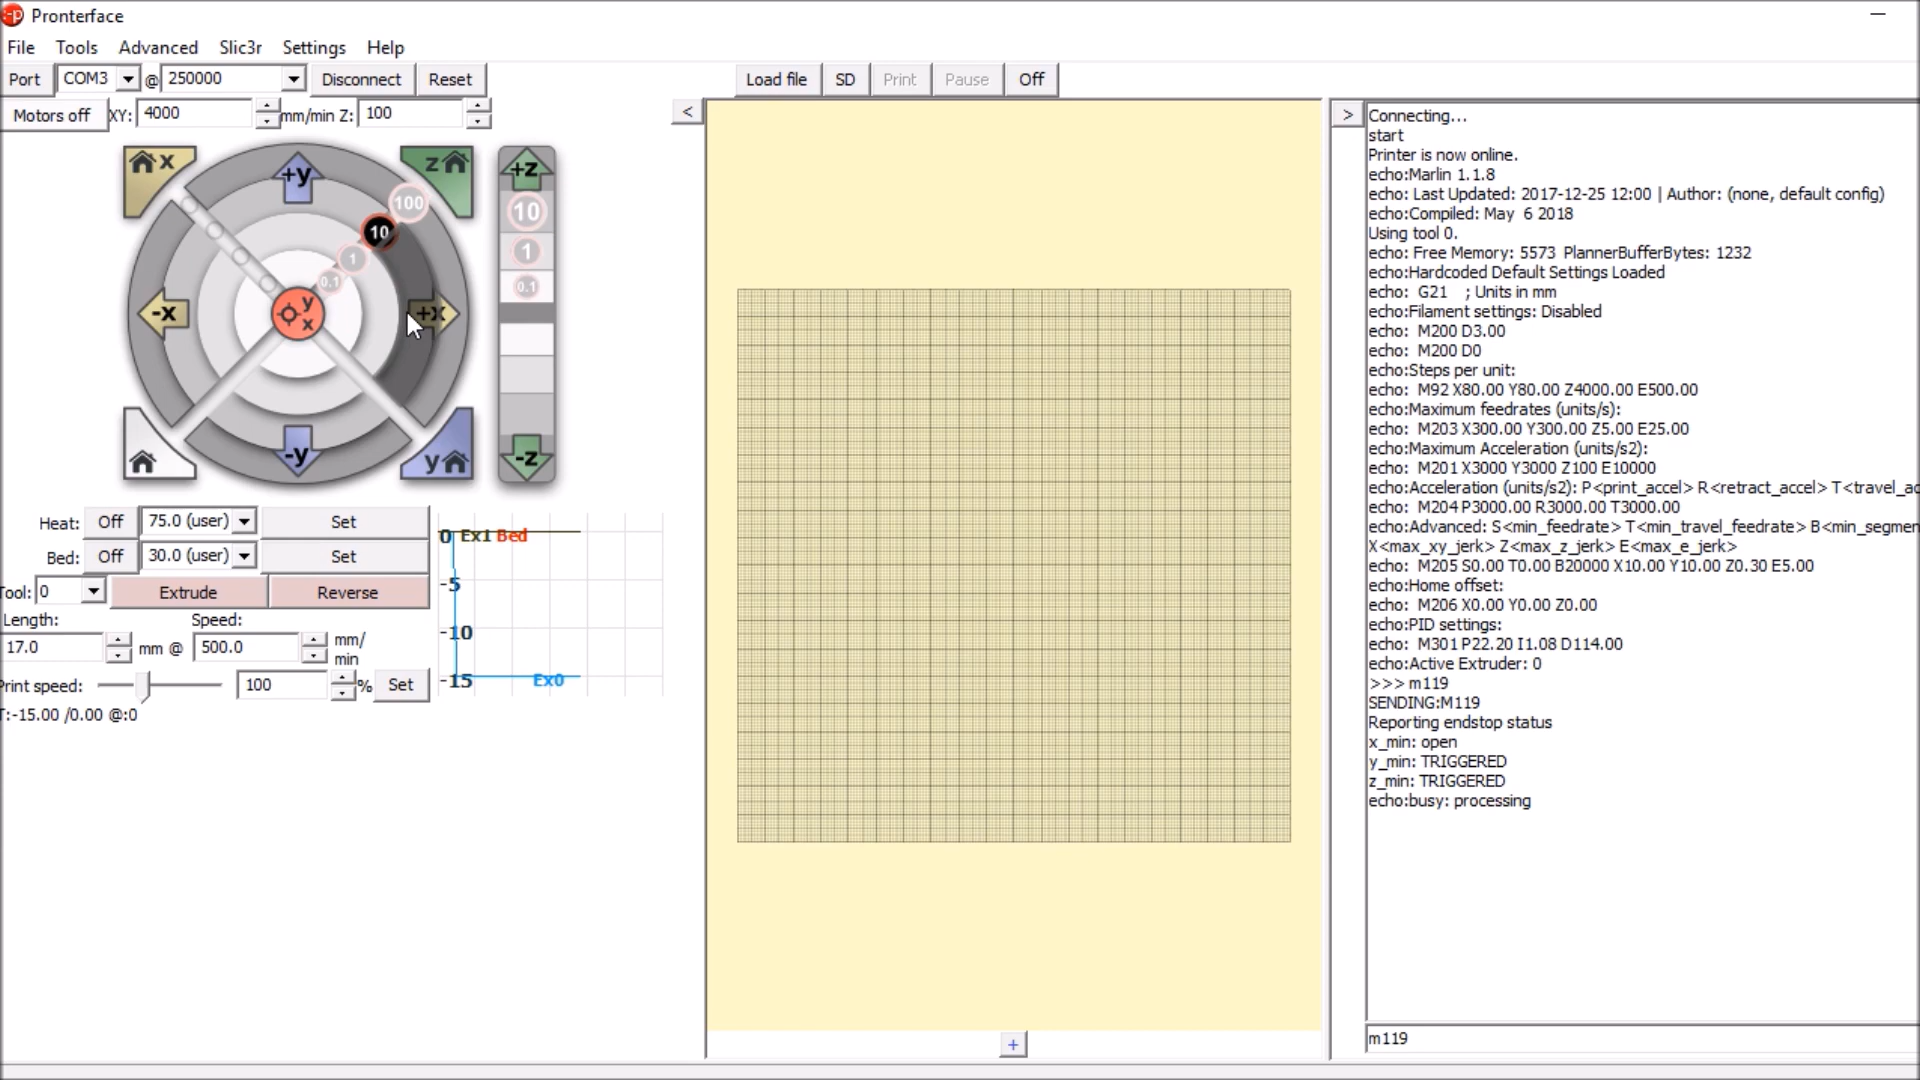 Pronterface
File Tools Advanced Slic3r Settings Help
Port COM3 @ 250000 Disconnect Reset Load file SD Print Pause Off
Motors off XY: 4000 mm/min Z: 100
<
>
x z
+y
100
10
1
0.1
-x y x +x
-y
y
+z
10
1
0.1
-z
Heat: Off 75.0 (user) Set
Bed: Off 30.0 (user) Set
Tool: 0 Extrude Reverse
Length: Speed:
17.0 mm @ 500.0 mm/
min
Print speed: 100 % Set
T:-15.00 /0.00 @:0
0 Ex1 Bed
-5
-10
-15 Ex0
+
Connecting...
start
Printer is now online.
echo:Marlin 1.1.8
echo: Last Updated: 2017-12-25 12:00 | Author: (none, default config)
echo:Compiled: May  6 2018
Using tool 0.
echo: Free Memory: 5573  PlannerBufferBytes: 1232
echo:Hardcoded Default Settings Loaded
echo:  G21    ; Units in mm
echo:Filament settings: Disabled
echo:  M200 D3.00
echo:  M200 D0
echo:Steps per unit:
echo:  M92 X80.00 Y80.00 Z4000.00 E500.00
echo:Maximum feedrates (units/s):
echo:  M203 X300.00 Y300.00 Z5.00 E25.00
echo:Maximum Acceleration (units/s2):
echo:  M201 X3000 Y3000 Z100 E10000
echo:Acceleration (units/s2): P<print_accel> R<retract_accel> T<travel_ac
echo:  M204 P3000.00 R3000.00 T3000.00
echo:Advanced: S<min_feedrate> T<min_travel_feedrate> B<min_segmen
X<max_xy_jerk> Z<max_z_jerk> E<max_e_jerk>
echo:  M205 S0.00 T0.00 B20000 X10.00 Y10.00 Z0.30 E5.00
echo:Home offset:
echo:  M206 X0.00 Y0.00 Z0.00
echo:PID settings:
echo:  M301 P22.20 I1.08 D114.00
echo:Active Extruder: 0
>>> m119
SENDING:M119
Reporting endstop status
x_min: open
y_min: TRIGGERED
z_min: TRIGGERED
echo:busy: processing
m119